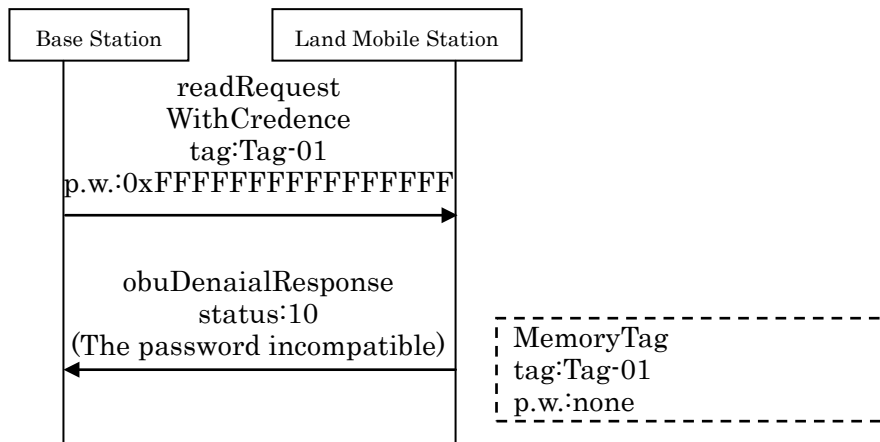 Base Station
Land Mobile Station
readRequest
WithCredence
tag:Tag-01
p.w.:0xFFFFFFFFFFFFFFFF
obuDenaialResponse
status:10
(The password incompatible)
MemoryTag
tag:Tag-01
p.w.:none